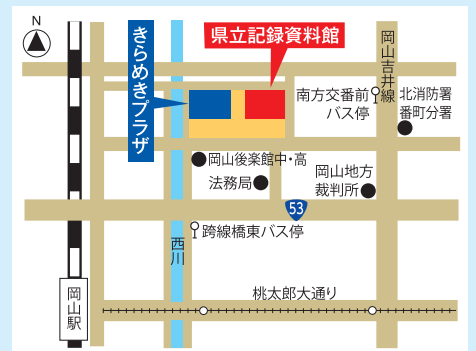 N
きらめきプラザ
県立記録資料館
岡山吉井線
南方交番前
バス停
北消防署
番町分署
岡山後楽館中・高
法務局
岡山地方
裁判所
53
跨線橋東バス停
西川
岡山駅
桃太郎大通り